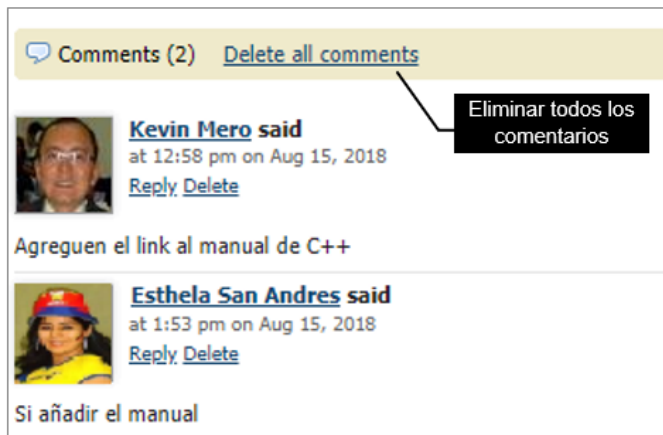 Comments (2) Delete all comments
Eliminar todos los
comentarios
Kevin Mero said
at 12:58 pm on Aug 15, 2018
Reply Delete
Agreguen el link al manual de C++
Esthela San Andres said
at 1:53 pm on Aug 15, 2018
Reply Delete
Si añadir el manual